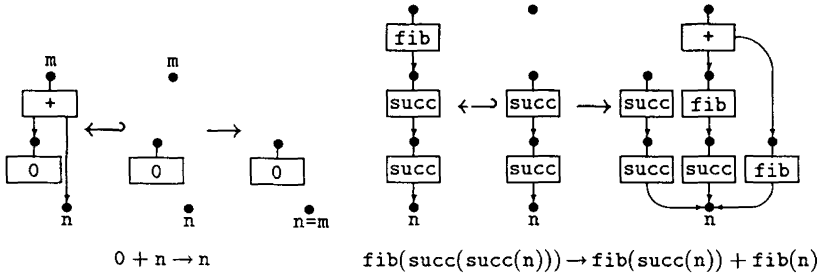 m
+
0
n
m
0
n
0
n=m
0 + n → n
fib
succ
succ
n
succ
succ
n
+
succ fib
succ succ fib
n
fib(succ(succ(n))) → fib(succ(n)) + fib(n)